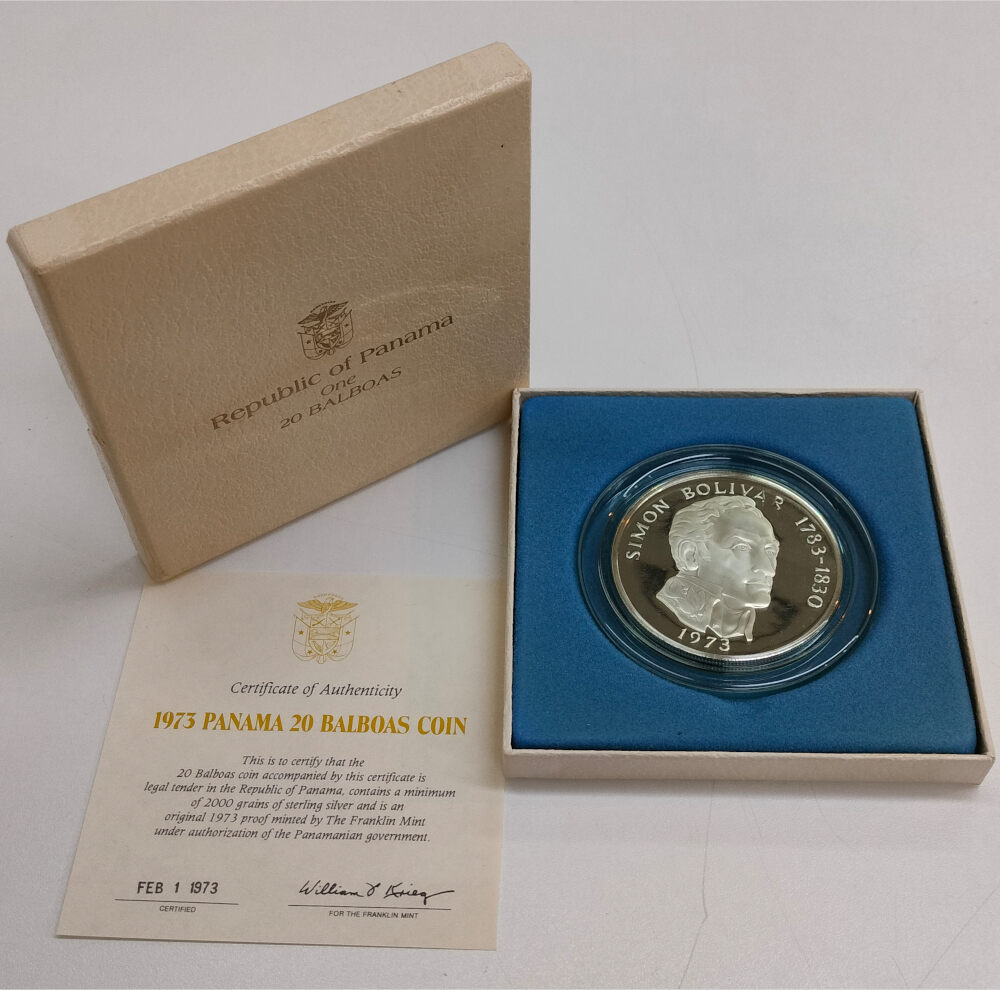 Republic of Panama
One
20 BALBOAS
SIMON BOLIVAR 1783-1830
1973
Certificate of Authenticity
1973 PANAMA 20 BALBOAS COIN
This is to certify that the
20 Balboas coin accompanied by this certificate is
legal tender in the Republic of Panama, contains a minimum
of 2000 grains of sterling silver and is an
original 1973 proof minted by The Franklin Mint
under authorization of the Panamanian government.
FEB 1 1973
CERTIFIED
William L Krieg
FOR THE FRANKLIN MINT